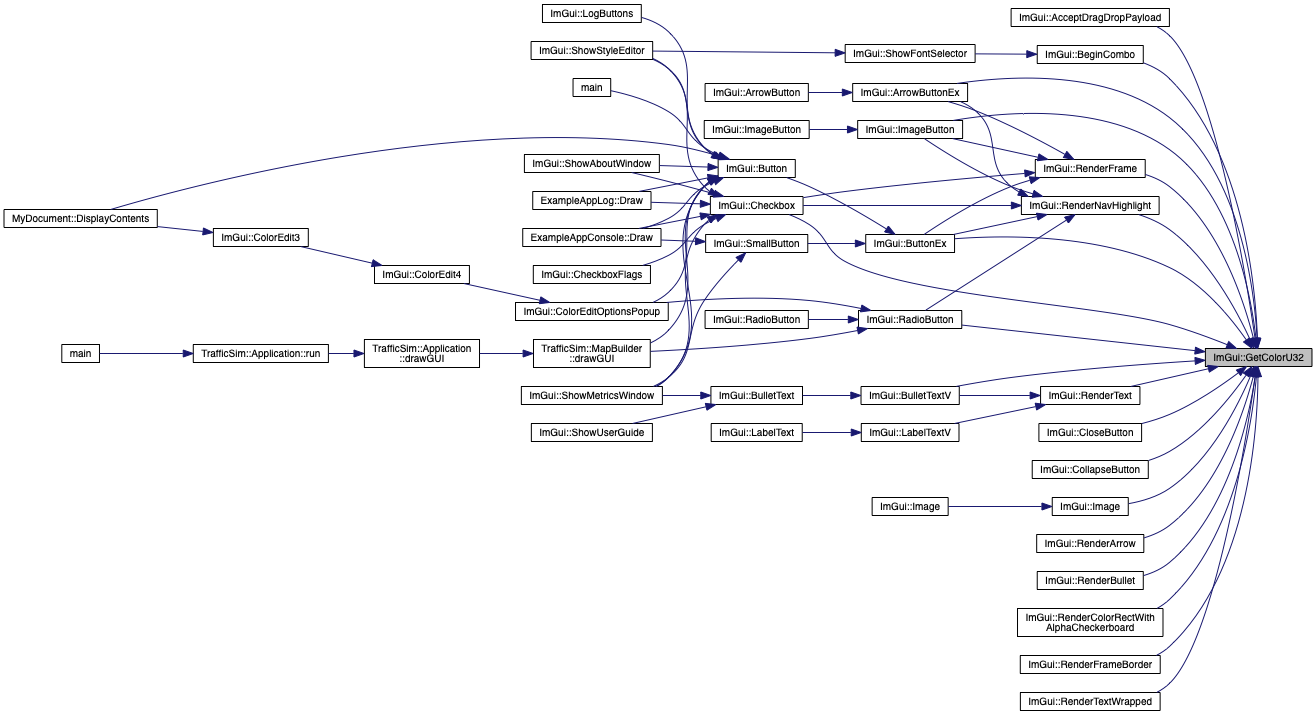 ImGui::LogButtons
ImGui::AcceptDragDropPayload
ImGui::ShowStyleEditor
ImGui::ShowFontSelector
ImGui::BeginCombo
main
ImGui::ArrowButton
ImGui::ArrowButtonEx
ImGui::ImageButton
ImGui::ImageButton
ImGui::ShowAboutWindow
ImGui::Button
ImGui::RenderFrame
ExampleAppLog::Draw
ImGui::Checkbox
ImGui::RenderNavHighlight
MyDocument::DisplayContents
ImGui::ColorEdit3
ExampleAppConsole::Draw
ImGui::SmallButton
ImGui::ButtonEx
ImGui::ColorEdit4
ImGui::CheckboxFlags
ImGui::ColorEditOptionsPopup
ImGui::RadioButton
ImGui::RadioButton
main
TrafficSim::Application::run
TrafficSim::Application
::drawGUI
TrafficSim::MapBuilder
::drawGUI
ImGui::GetColorU32
ImGui::ShowMetricsWindow
ImGui::BulletText
ImGui::BulletTextV
ImGui::RenderText
ImGui::ShowUserGuide
ImGui::LabelText
ImGui::LabelTextV
ImGui::CloseButton
ImGui::CollapseButton
ImGui::Image
ImGui::Image
ImGui::RenderArrow
ImGui::RenderBullet
ImGui::RenderColorRectWith
AlphaCheckerboard
ImGui::RenderFrameBorder
ImGui::RenderTextWrapped